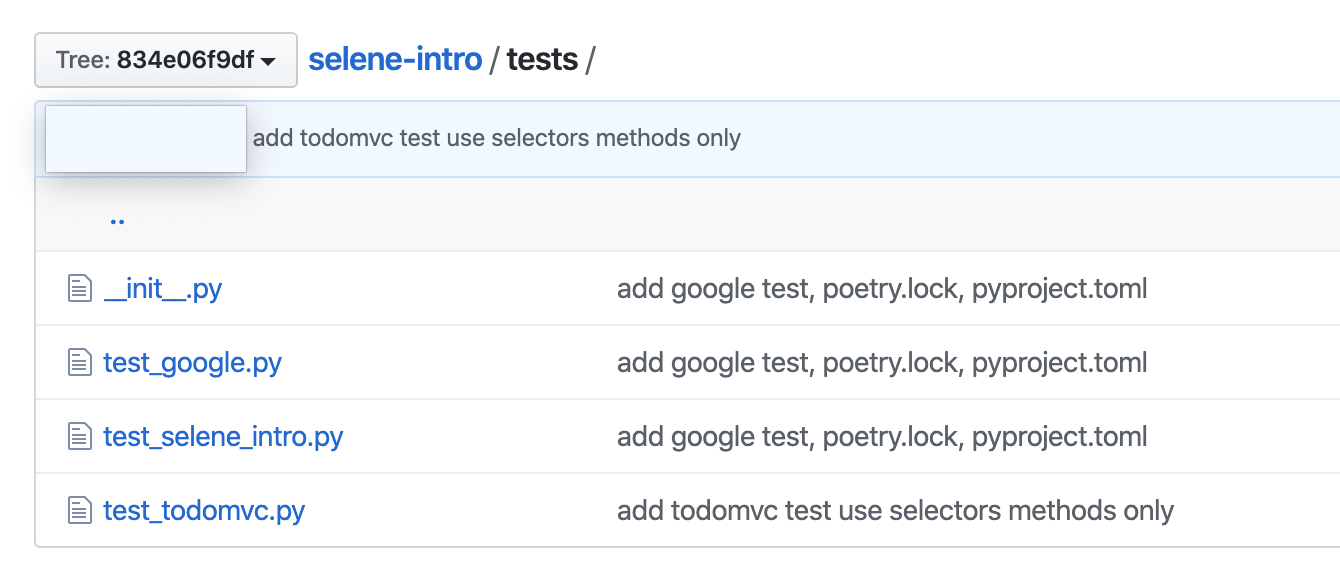 Tree: 834e06f9df selene-intro / tests /
add todomvc test use selectors methods only
..
__init__.py add google test, poetry.lock, pyproject.toml
test_google.py add google test, poetry.lock, pyproject.toml
test_selene_intro.py add google test, poetry.lock, pyproject.toml
test_todomvc.py add todomvc test use selectors methods only